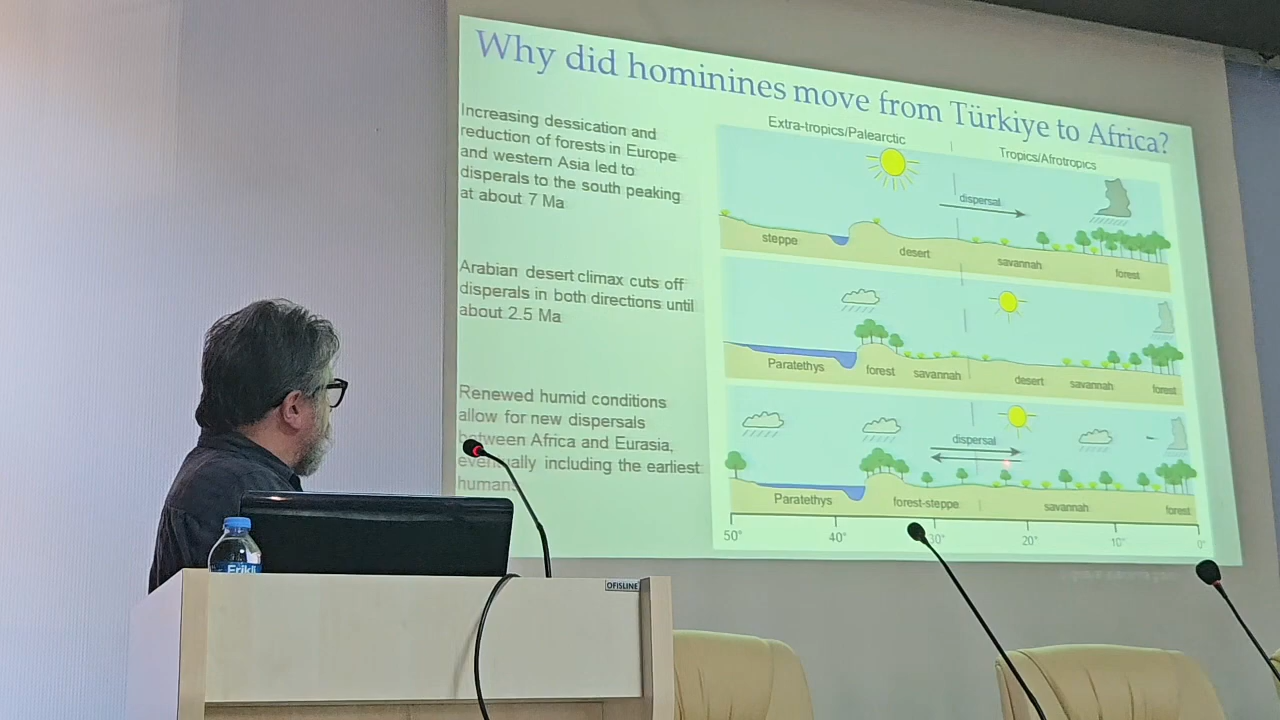 Why did hominines move from Türkiye to Africa?
Increasing dessication and
reduction of forests in Europe
and western Asia led to
disperals to the south peaking
at about 7 Ma
Arabian desert climax cuts off
disperals in both directions until
about 2.5 Ma
Renewed humid conditions
allow for new dispersals
between Africa and Eurasia,
eventually including the earliest
humans
Extra-tropics/Palearctic
Tropics/Afrotropics
dispersal
steppe
desert
savannah
forest
Paratethys
forest
savannah
desert
savannah
forest
dispersal
Paratethys
forest-steppe
savannah
forest
50°
40°
30°
20°
10°
0°
Erikli
OFISLINE